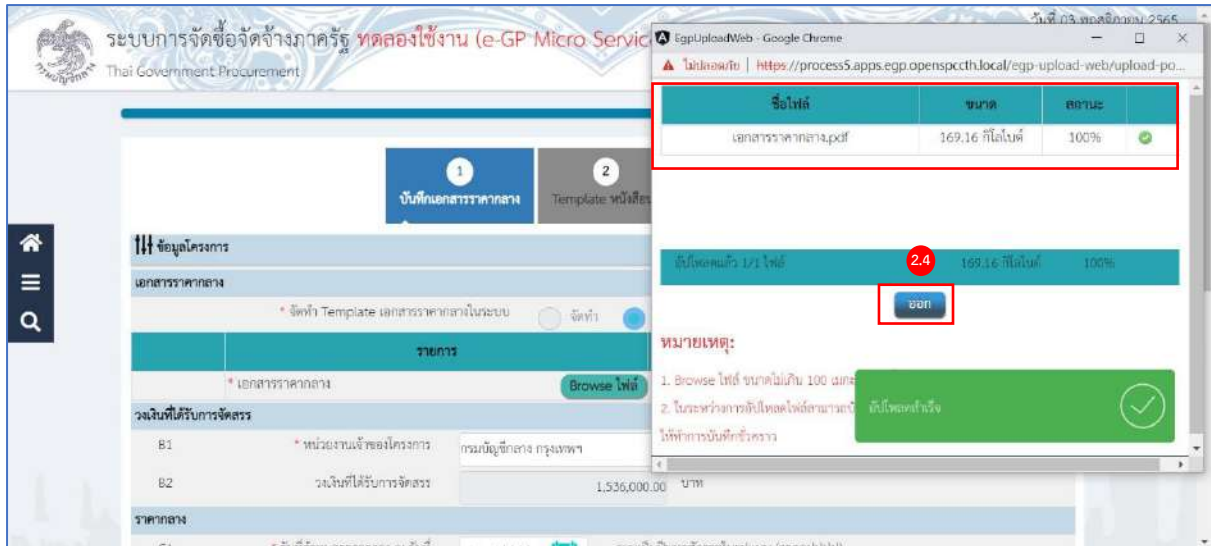 วันที่ 03 พฤศจิกายน 2565
ระบบการจัดซื้อจัดจ้างภาครัฐ ทดลองใช้งาน (e-GP Micro Servic
Thai Government Procurement
EgpUploadWeb - Google Chrome
ไม่ปลอดภัย | https://process5.apps.egp.openspccth.local/egp-upload-web/upload-po...
ชื่อไฟล์ ขนาด สถานะ
เอกสารราคากลาง.pdf 169.16 กิโลไบต์ 100%
อัปโหลดแล้ว 1/1 ไฟล์ 169.16 กิโลไบต์ 100%
2.4
ออก
หมายเหตุ:
1. Browse ไฟล์ ขนาดไม่เกิน 100 เมกะ
2. ในระหว่างการอัปโหลดไฟล์สามารถ
ให้ทำการบันทึกชั่วคราว
อัปโหลดสำเร็จ
1 2
บันทึกเอกสารราคากลาง Template
ข้อมูลโครงการ
เอกสารราคากลาง
* จัดทำ Template เอกสารราคากลางในระบบ จัดทำ
รายการ
* เอกสารราคากลาง Browse ไฟล์
วงเงินที่ได้รับการจัดสรร
B1 * หน่วยงานเจ้าของโครงการ กรมบัญชีกลาง กรุงเทพฯ
B2 วงเงินที่ได้รับการจัดสรร 1,536,000.00 บาท
ราคากลาง